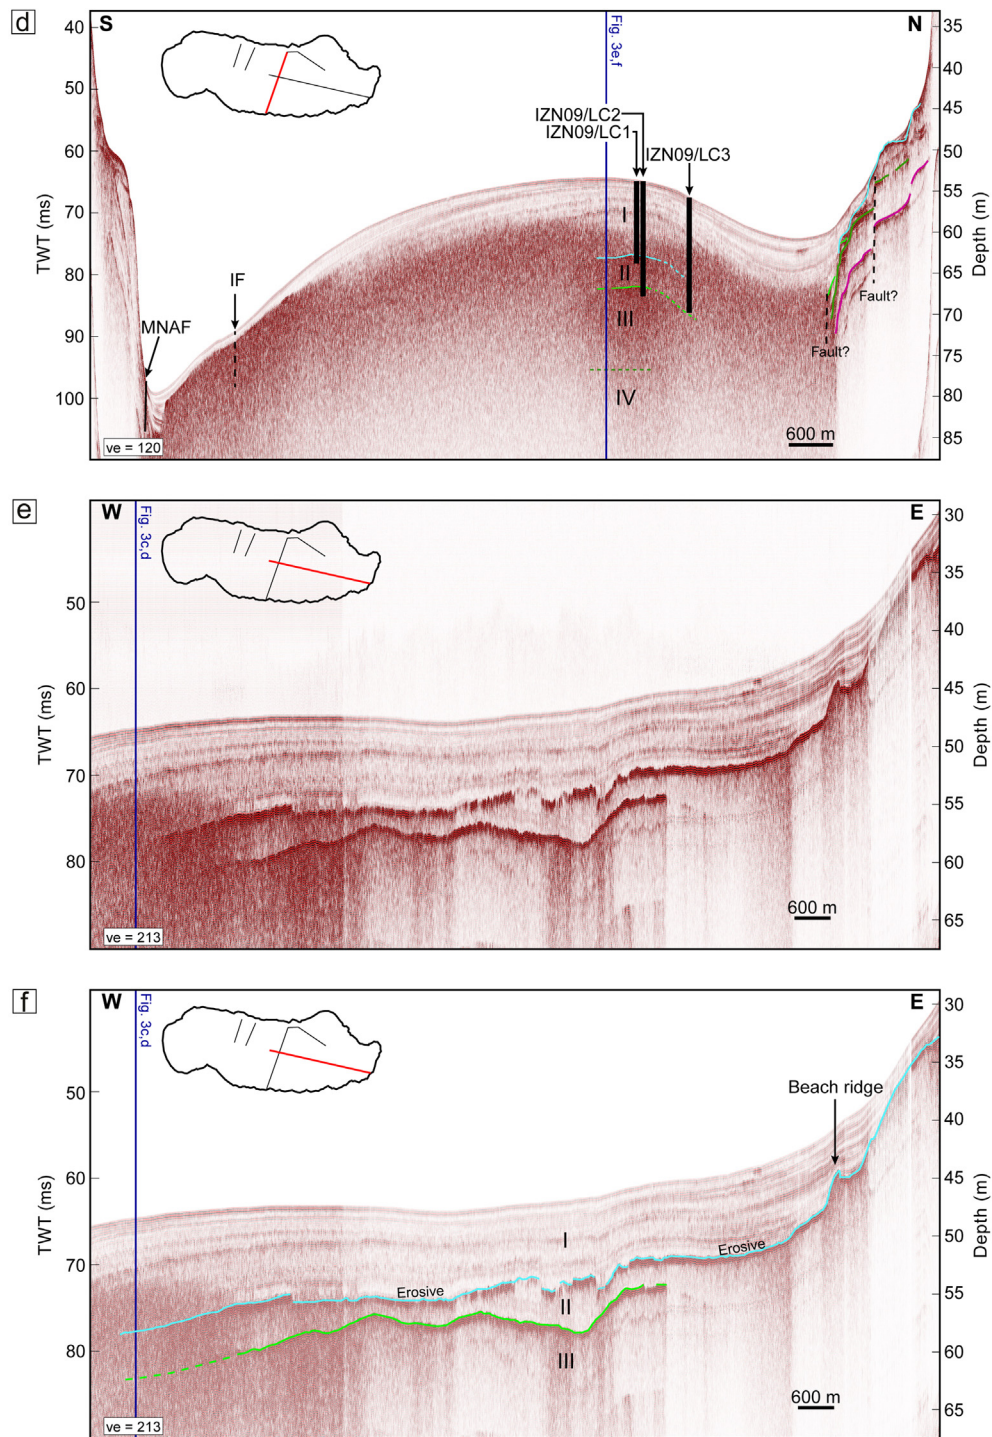 d
S
N
40
50
60
70
80
90
100
TWT (ms)
35
40
45
50
55
60
65
70
75
80
85
Depth (m)
Fig. 3e,f
IZN09/LC2
IZN09/LC1
IZN09/LC3
I
II
III
IV
IF
MNAF
Fault?
Fault?
600 m
ve = 120
e
W
E
Fig. 3c,d
50
60
70
80
TWT (ms)
30
35
40
45
50
55
60
65
Depth (m)
600 m
ve = 213
f
W
E
Fig. 3c,d
50
60
70
80
TWT (ms)
30
35
40
45
50
55
60
65
Depth (m)
Beach ridge
I
Erosive
Erosive
II
III
600 m
ve = 213